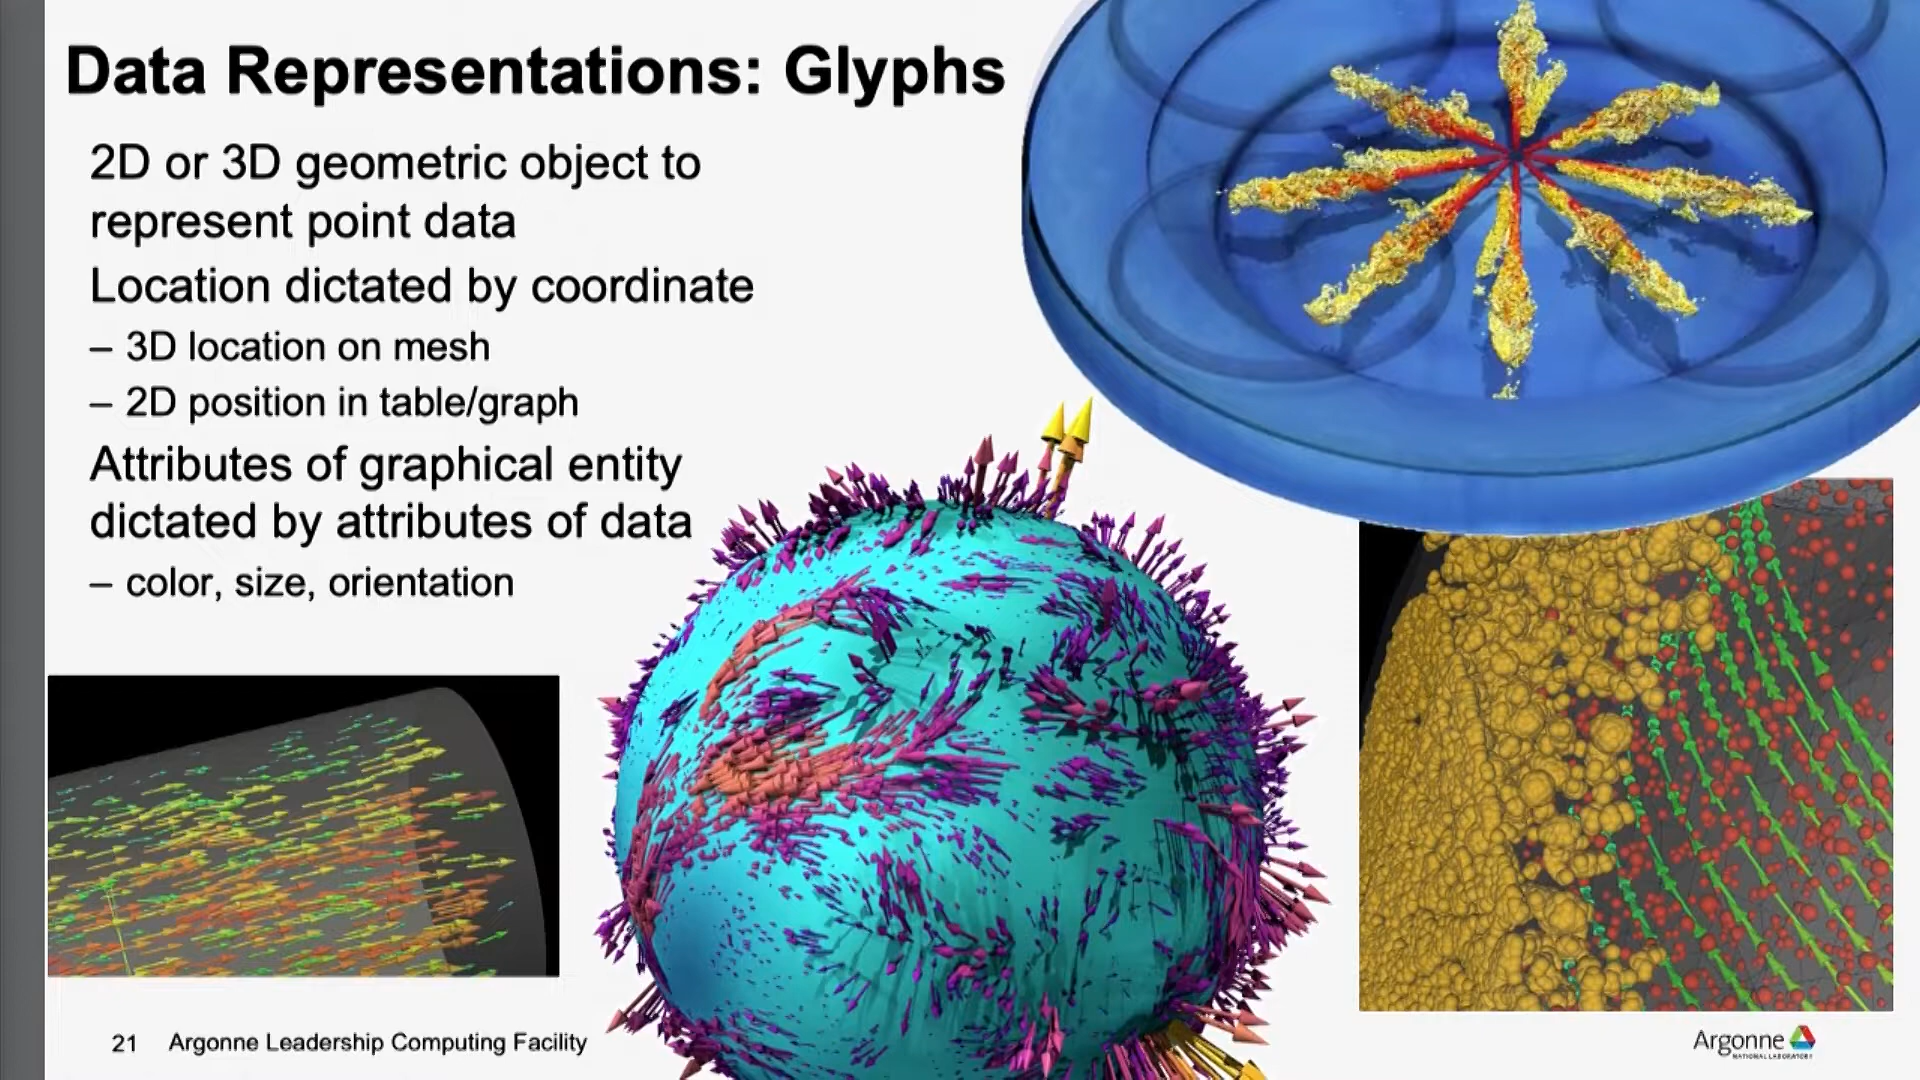 Data Representations: Glyphs
2D or 3D geometric object to
represent point data
Location dictated by coordinate
– 3D location on mesh
– 2D position in table/graph
Attributes of graphical entity
dictated by attributes of data
– color, size, orientation
21 Argonne Leadership Computing Facility
Argonne
NATIONAL LABORATORY